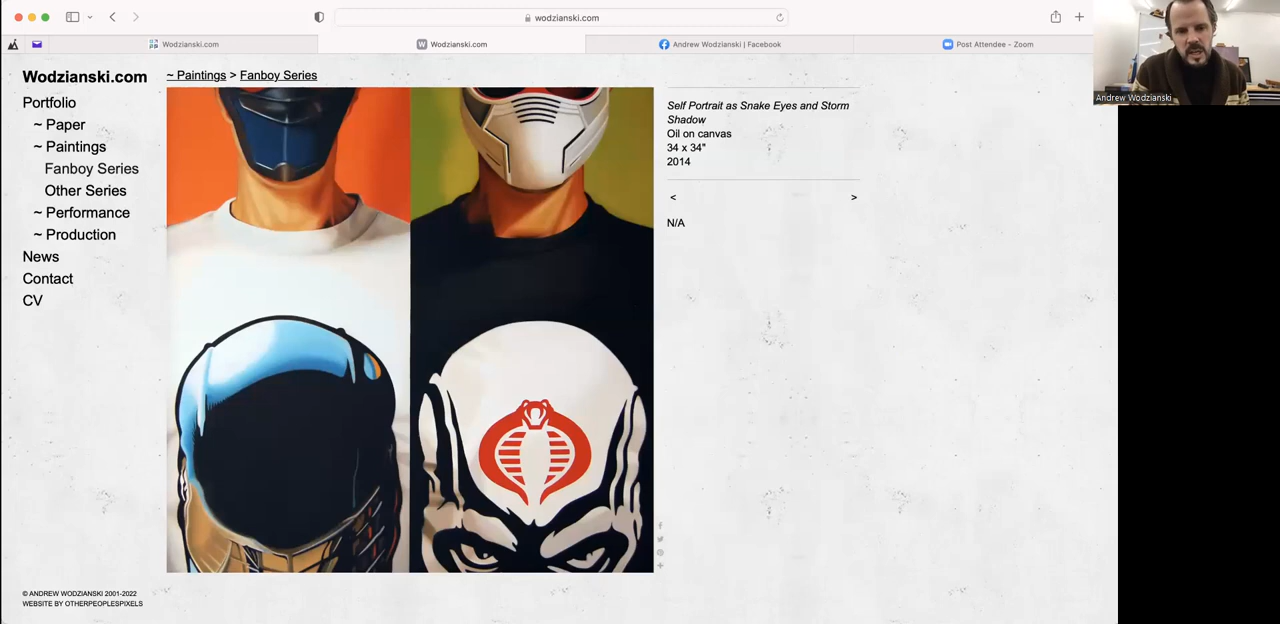 wodzianski.com
Wodzianski.com
Wodzianski.com
Andrew Wodzianski | Facebook
Post Attendee - Zoom
Andrew Wodzianski
Wodzianski.com
Portfolio
~ Paper
~ Paintings
Fanboy Series
Other Series
~ Performance
~ Production
News
Contact
CV
~ Paintings > Fanboy Series
Self Portrait as Snake Eyes and Storm
Shadow
Oil on canvas
34 x 34"
2014
< >
N/A
© ANDREW WODZIANSKI 2001-2022
WEBSITE BY OTHERPEOPLESPIXELS